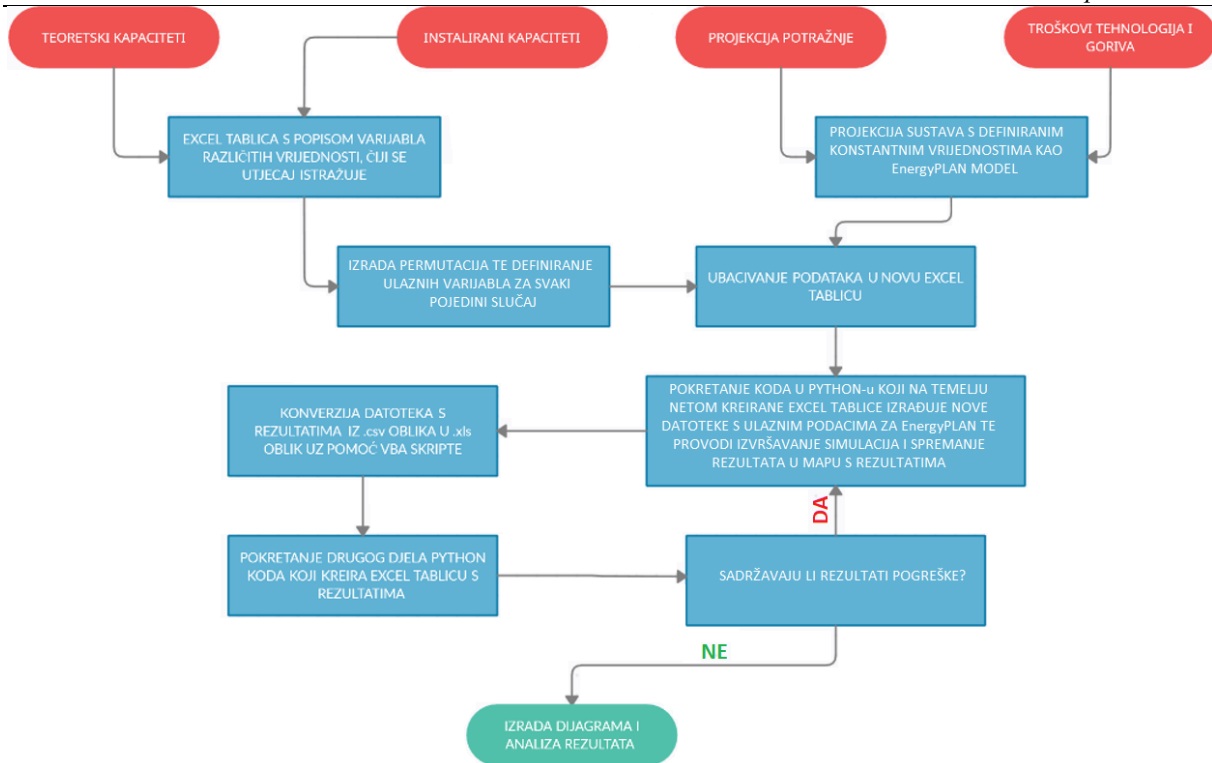 TEORETSKI KAPACITETI
INSTALIRANI KAPACITETI
PROJEKCIJA POTRAŽNJE
TROŠKOVI TEHNOLOGIJA I
GORIVA
EXCEL TABLICA S POPISOM VARIJABLA
RAZLIČITIH VRIJEDNOSTI, ČIJI SE
UTJECAJ ISTRAŽUJE
PROJEKCIJA SUSTAVA S DEFINIRANIM
KONSTANTNIM VRIJEDNOSTIMA KAO
EnergyPLAN MODEL
IZRADA PERMUTACIJA TE DEFINIRANJE
ULAZNIH VARIJABLA ZA SVAKI
POJEDINI SLUČAJ
UBACIVANJE PODATAKA U NOVU EXCEL
TABLICU
POKRETANJE KODA U PYTHON-u KOJI NA TEMELJU
NETOM KREIRANE EXCEL TABLICE IZRAĐUJE NOVE
DATOTEKE S ULAZNIM PODACIMA ZA EnergyPLAN TE
PROVODI IZVRŠAVANJE SIMULACIJA I SPREMANJE
REZULTATA U MAPU S REZULTATIMA
KONVERZIJA DATOTEKA S
REZULTATIMA IZ .csv OBLIKA U .xls
OBLIK UZ POMOĆ VBA SKRIPTE
DA
POKRETANJE DRUGOG DJELA PYTHON
KODA KOJI KREIRA EXCEL TABLICU S
REZULTATIMA
SADRŽAVAJU LI REZULTATI POGREŠKE?
NE
IZRADA DIJAGRAMA I
ANALIZA REZULTATA